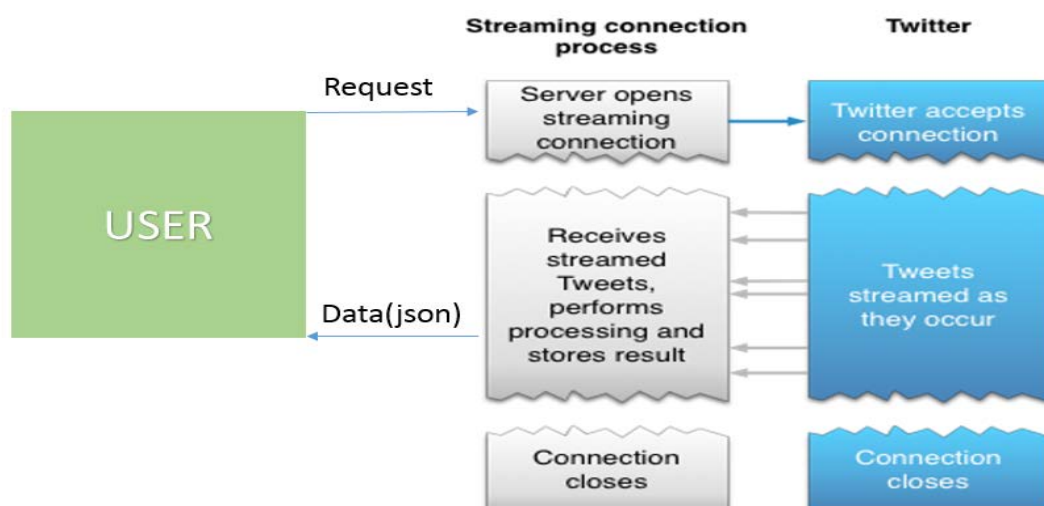 Streaming connection
process
Twitter
Request
Server opens
streaming
connection
Twitter accepts
connection
USER
Receives
streamed
Tweets,
performs
processing and
stores result
Tweets
streamed as
they occur
Data(json)
Connection
closes
Connection
closes